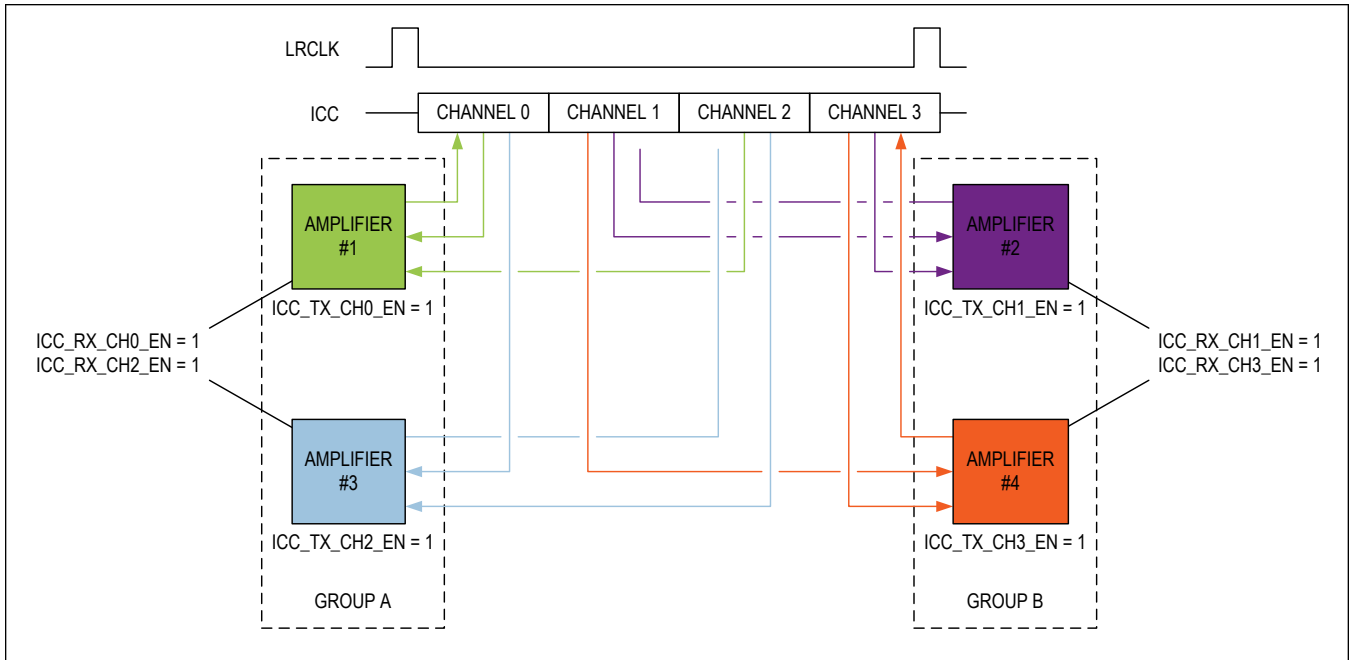 LRCLK
ICC
CHANNEL 0
CHANNEL 1
CHANNEL 2
CHANNEL 3
AMPLIFIER
#1
ICC_TX_CH0_EN = 1
AMPLIFIER
#2
ICC_TX_CH1_EN = 1
ICC_RX_CH0_EN = 1
ICC_RX_CH2_EN = 1
ICC_RX_CH1_EN = 1
ICC_RX_CH3_EN = 1
AMPLIFIER
#3
ICC_TX_CH2_EN = 1
AMPLIFIER
#4
ICC_TX_CH3_EN = 1
GROUP A
GROUP B